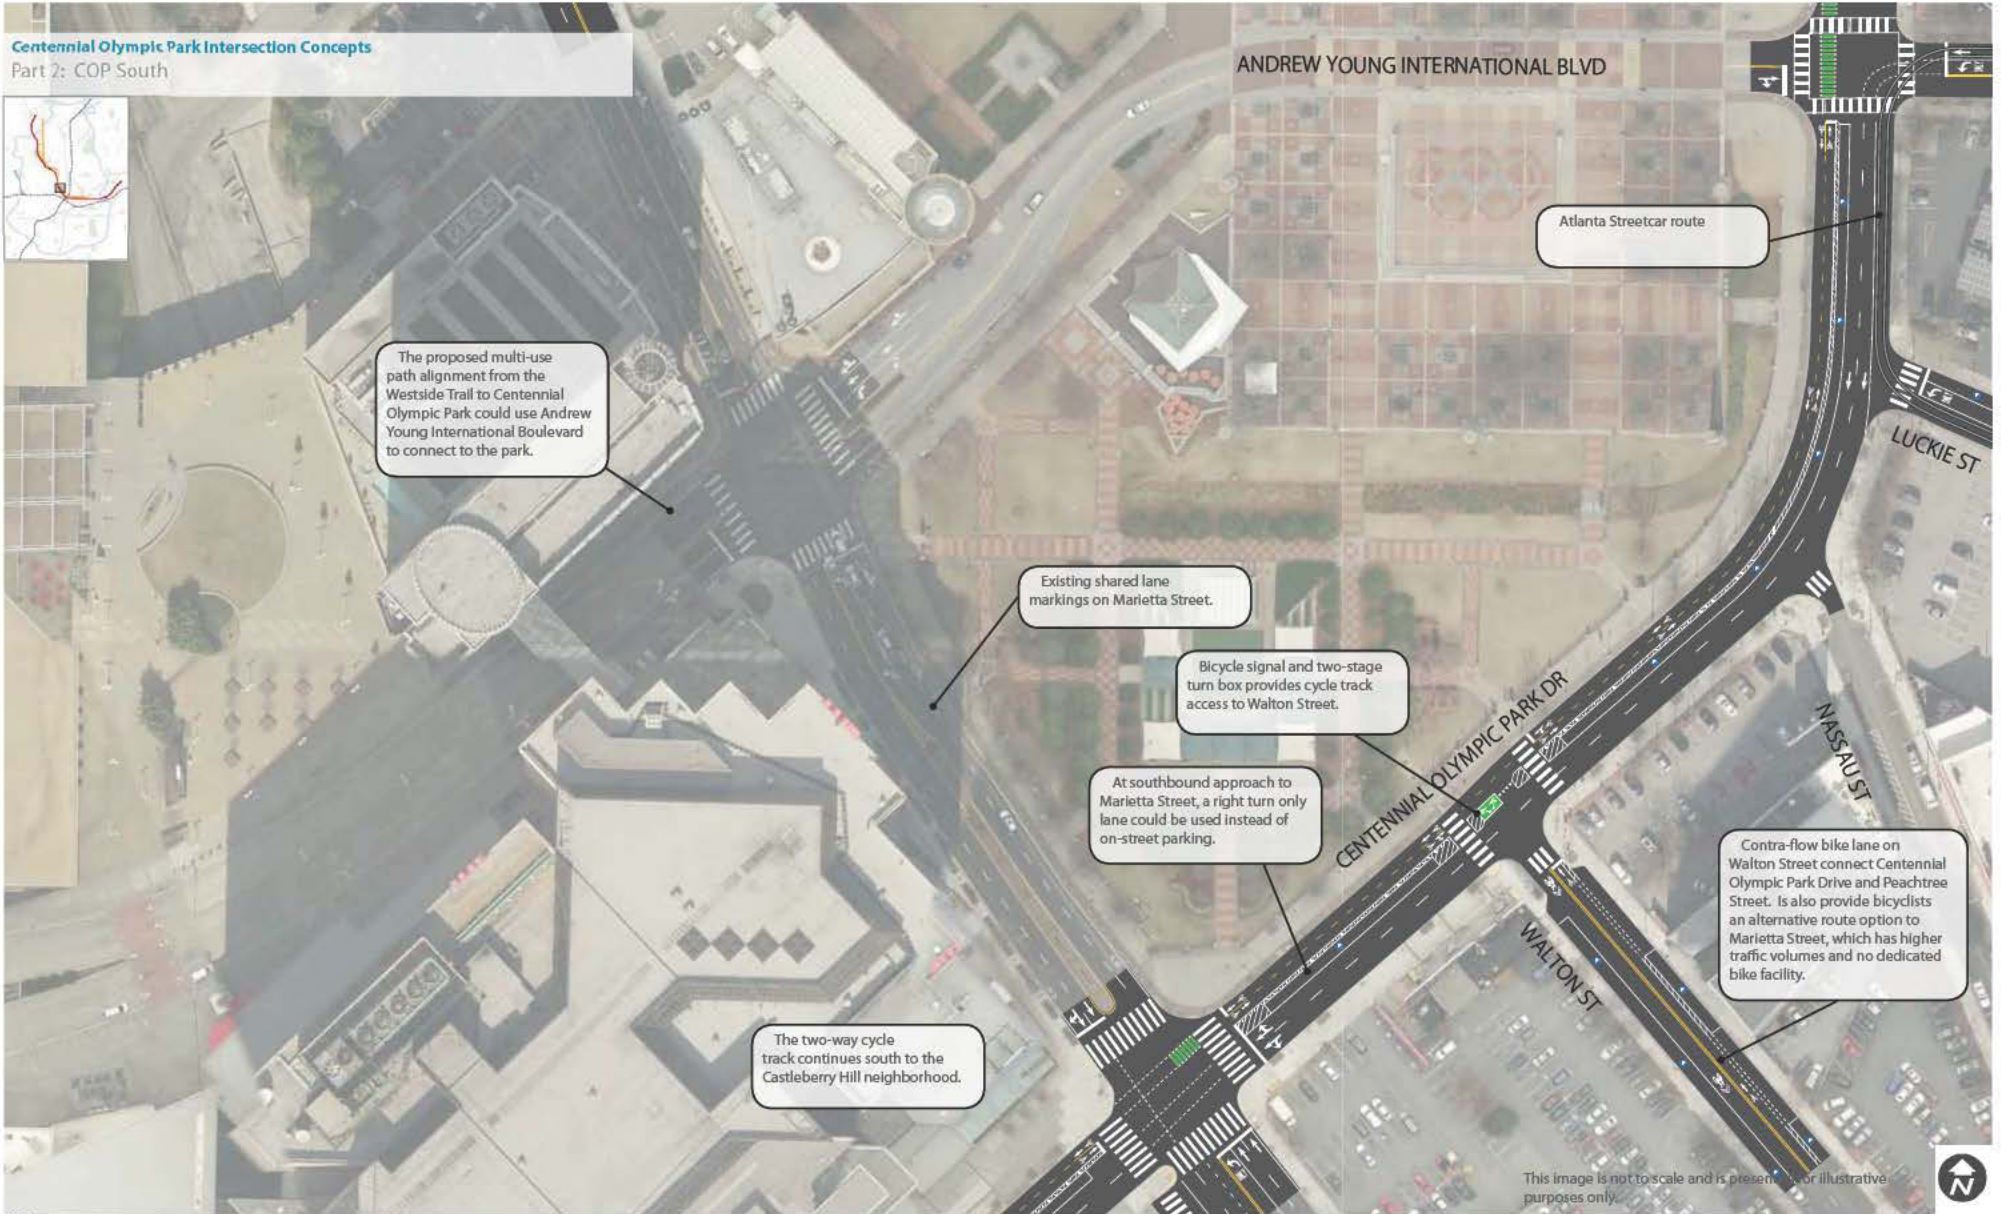 Centennial Olympic Park Intersection Concepts
Part 2: COP South
ANDREW YOUNG INTERNATIONAL BLVD
Atlanta Streetcar route
The proposed multi-use
path alignment from the
Westside Trail to Centennial
Olympic Park could use Andrew
Young International Boulevard
to connect to the park.
LUCKIE ST
Existing shared lane
markings on Marietta Street.
Bicycle signal and two-stage
turn box provides cycle track
access to Walton Street.
CENTENNIAL OLYMPIC PARK DR
NASSAU ST
At southbound approach to
Marietta Street, a right turn only
lane could be used instead of
on-street parking.
Contra-flow bike lane on
Walton Street connect Centennial
Olympic Park Drive and Peachtree
Street. Is also provide bicyclists
an alternative route option to
Marietta Street, which has higher
traffic volumes and no dedicated
bike facility.
WALTON ST
The two-way cycle
track continues south to the
Castleberry Hill neighborhood.
This image is not to scale and is presen or illustrative
purposes only.
N